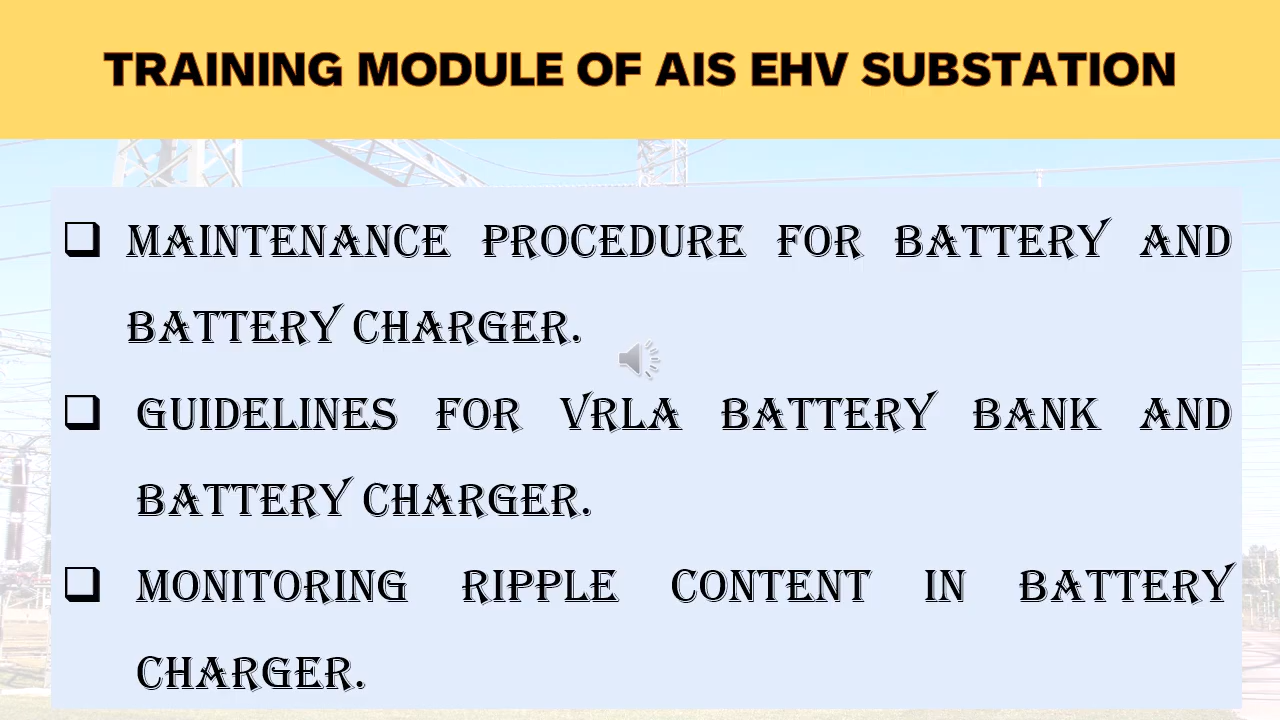 TRAINING MODULE OF AIS EHV SUBSTATION
❑ MAINTENANCE PROCEDURE FOR BATTERY AND
BATTERY CHARGER.
❑ GUIDELINES FOR VRLA BATTERY BANK AND
BATTERY CHARGER.
❑ MONITORING RIPPLE CONTENT IN BATTERY
CHARGER.